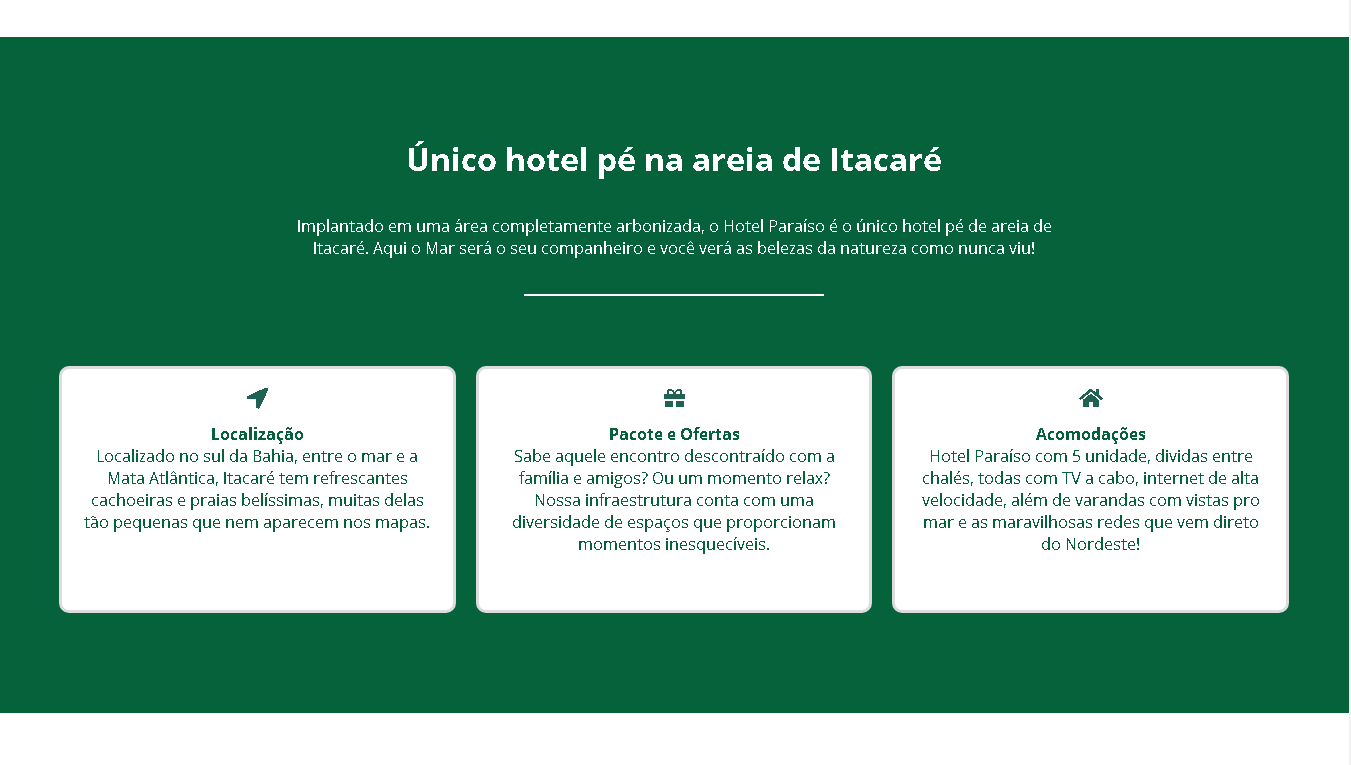 Único hotel pé na areia de Itacaré
Implantado em uma área completamente arbonizada, o Hotel Paraíso é o único hotel pé de areia de
Itacaré. Aqui o Mar será o seu companheiro e você verá as belezas da natureza como nunca viu!
Localização
Localizado no sul da Bahia, entre o mar e a
Mata Atlântica, Itacaré tem refrescantes
cachoeiras e praias belíssimas, muitas delas
tão pequenas que nem aparecem nos mapas.
Pacote e Ofertas
Sabe aquele encontro descontraído com a
família e amigos? Ou um momento relax?
Nossa infraestrutura conta com uma
diversidade de espaços que proporcionam
momentos inesquecíveis.
Acomodações
Hotel Paraíso com 5 unidade, dividas entre
chalés, todas com TV a cabo, internet de alta
velocidade, além de varandas com vistas pro
mar e as maravilhosas redes que vem direto
do Nordeste!